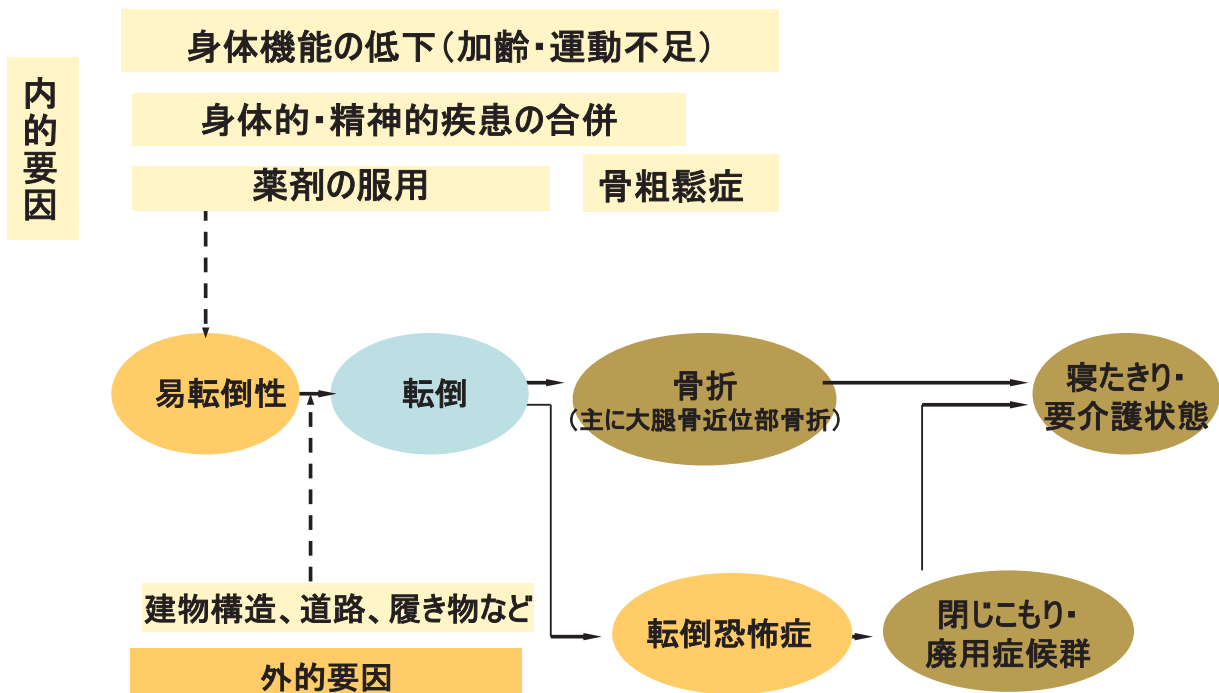 内的要因
身体機能の低下（加齢・運動不足）
身体的・精神的疾患の合併
薬剤の服用
骨粗鬆症
易転倒性
転倒
骨折
（主に大腿骨近位部骨折）
寝たきり・
要介護状態
建物構造、道路、履き物など
外的要因
転倒恐怖症
閉じこもり・
廃用症候群